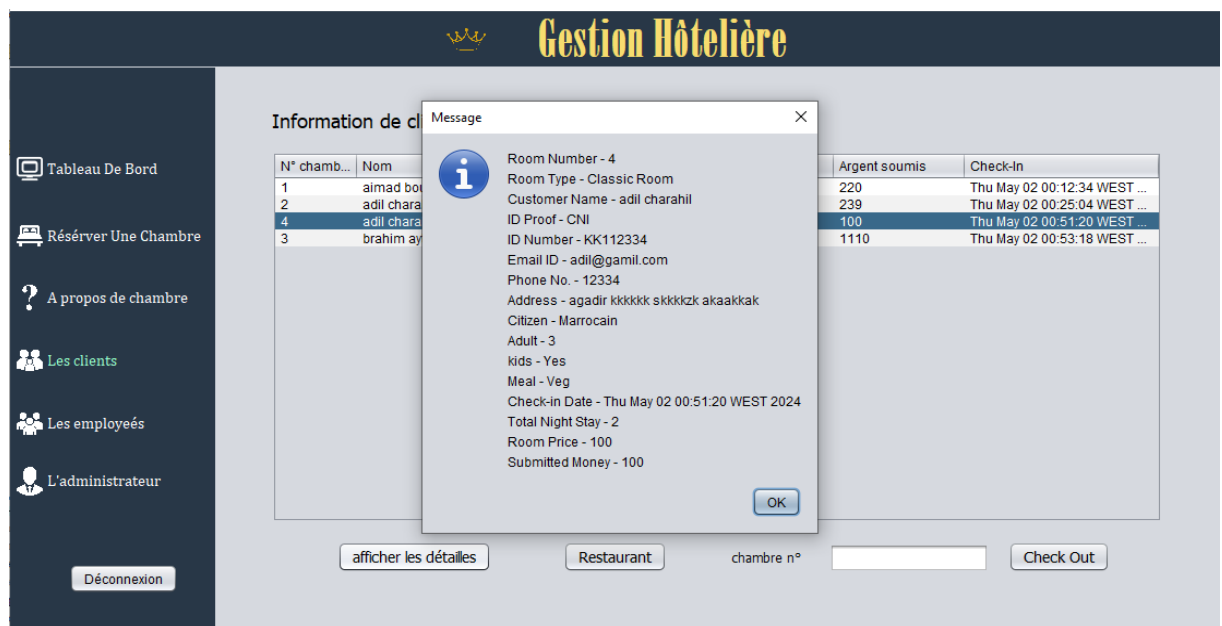 Gestion Hôtelière
Tableau De Bord
Résérver Une Chambre
A propos de chambre
Les clients
Les employeés
L'administrateur
Déconnexion
Information de cl
N° chamb... Nom Argent soumis Check-In
1 aimad bou 220 Thu May 02 00:12:34 WEST ...
2 adil chara 239 Thu May 02 00:25:04 WEST ...
4 adil chara 100 Thu May 02 00:51:20 WEST ...
3 brahim ay 1110 Thu May 02 00:53:18 WEST ...
Message
Room Number - 4
Room Type - Classic Room
Customer Name - adil charahil
ID Proof - CNI
ID Number - KK112334
Email ID - adil@gamil.com
Phone No. - 12334
Address - agadir kkkkkk skkkkzk akaakkak
Citizen - Marrocain
Adult - 3
kids - Yes
Meal - Veg
Check-in Date - Thu May 02 00:51:20 WEST 2024
Total Night Stay - 2
Room Price - 100
Submitted Money - 100
OK
afficher les détailles Restaurant chambre n° Check Out